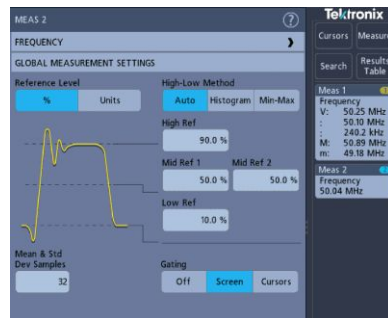 MEAS 2
?
FREQUENCY
GLOBAL MEASUREMENT SETTINGS
Reference Level
% Units
High-Low Method
Auto Histogram Min-Max
High Ref
90.0 %
Mid Ref 1 Mid Ref 2
50.0 % 50.0 %
Low Ref
10.0 %
Mean & Std
Dev Samples
32
Gating
Off Screen Cursors
Tektronix
Cursors Measure
Search Results
Table
Meas 1
Frequency
V: 50.25 MHz
: 50.10 MHz
: 240.2 kHz
M: 50.89 MHz
m: 49.18 MHz
Meas 2
Frequency
50.04 MHz